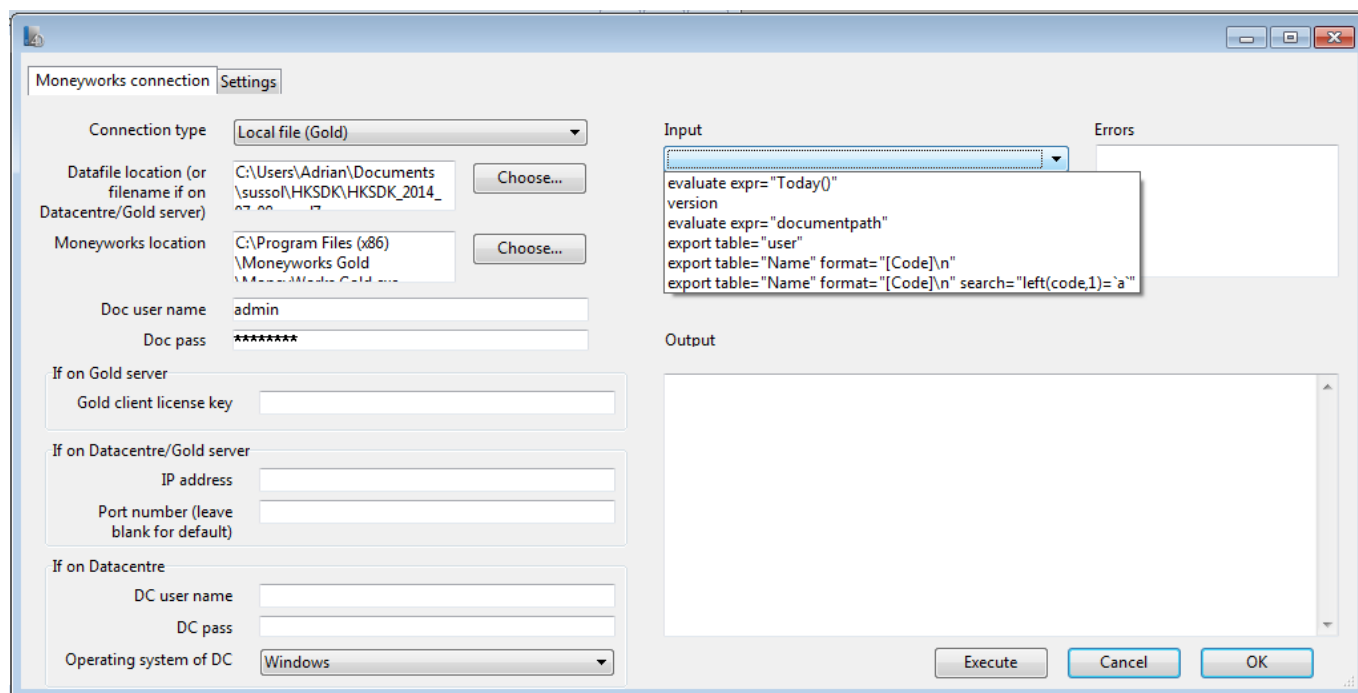 Moneyworks connection
Settings
Connection type
Local file (Gold)
Datafile location (or
filename if on
Datacentre/Gold server)
C:\Users\Adrian\Documents
\sussol\HKSDK\HKSDK_2014_
Choose...
Moneyworks location
C:\Program Files (x86)
\Moneyworks Gold
\MoneyWorks Gold.exe
Choose...
Doc user name
admin
Doc pass
********
If on Gold server
Gold client license key
If on Datacentre/Gold server
IP address
Port number (leave
blank for default)
If on Datacentre
DC user name
DC pass
Operating system of DC
Windows
Input
evaluate expr="Today()"
version
evaluate expr="documentpath"
export table="user"
export table="Name" format="[Code]\n"
export table="Name" format="[Code]\n" search="left(code,1)=`a`"
Errors
Output
Execute
Cancel
OK